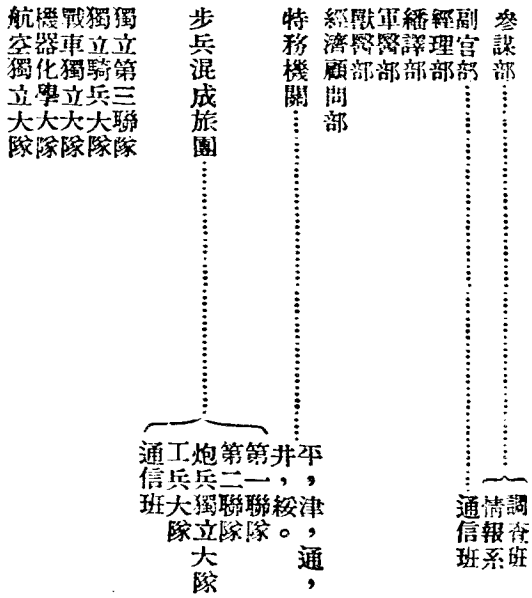 參謀部……調查班
情報系
副官部……通信班
經理部
繙譯部
軍醫部
獸醫部
經濟顧問部
特務機關……平，津，通，
井，綏。
步兵混成旅團……第一聯隊
第二聯隊
炮兵獨立大隊
工兵大隊
通信班
獨立第三聯隊
獨立騎兵大隊
戰車獨立大隊
機器化學大隊
航空獨立大隊